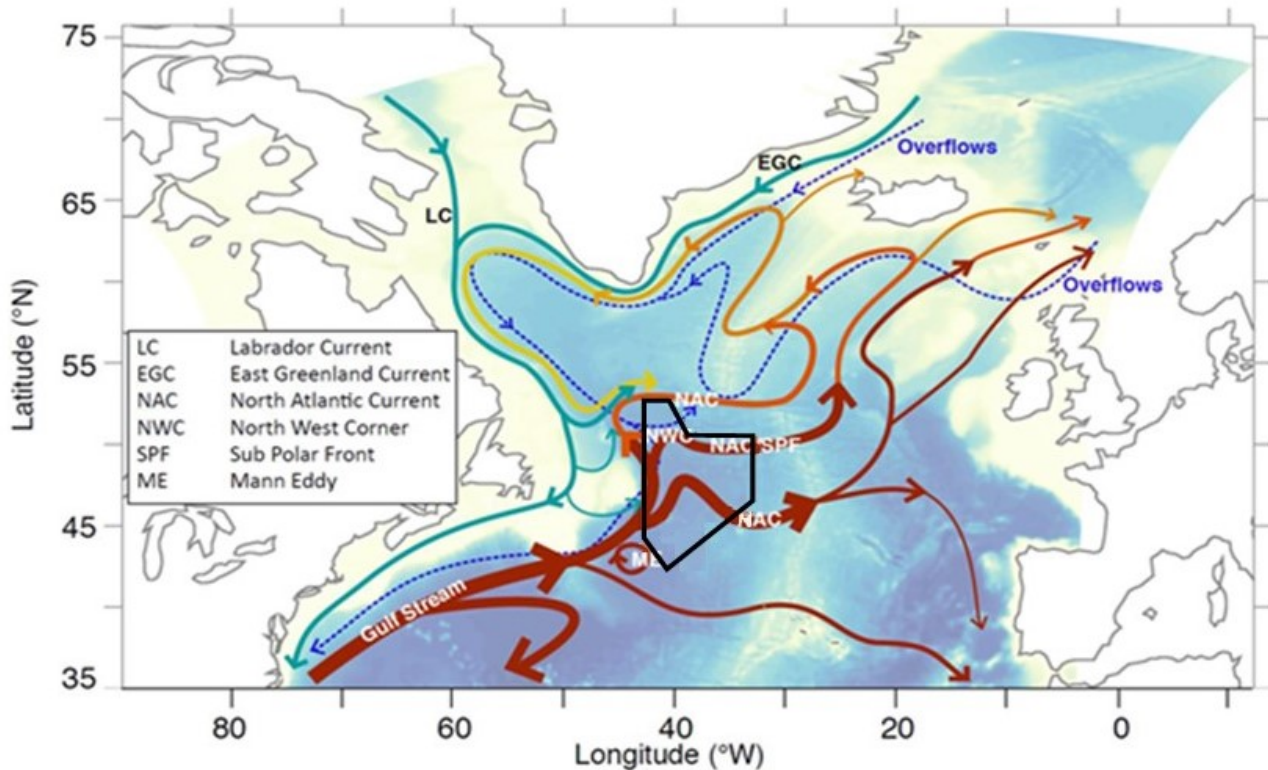 75
65
55
45
35
Latitude (°N)
80
60
40
20
0
Longitude (°W)
LC
EGC
Overflows
Overflows
NAC
NWC
NAC SPF
NAC
ME
Gulf Stream
LC Labrador Current
EGC East Greenland Current
NAC North Atlantic Current
NWC North West Corner
SPF Sub Polar Front
ME Mann Eddy